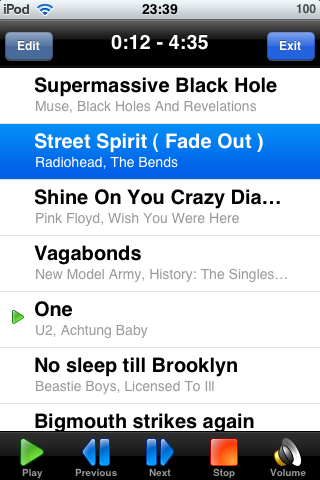 iPod 23:39 100
Edit 0:12 - 4:35 Exit
Supermassive Black Hole
Muse, Black Holes And Revelations
Street Spirit ( Fade Out )
Radiohead, The Bends
Shine On You Crazy Dia...
Pink Floyd, Wish You Were Here
Vagabonds
New Model Army, History: The Singles...
One
U2, Achtung Baby
No sleep till Brooklyn
Beastie Boys, Licensed To Ill
Bigmouth strikes again
Play Previous Next Stop Volume